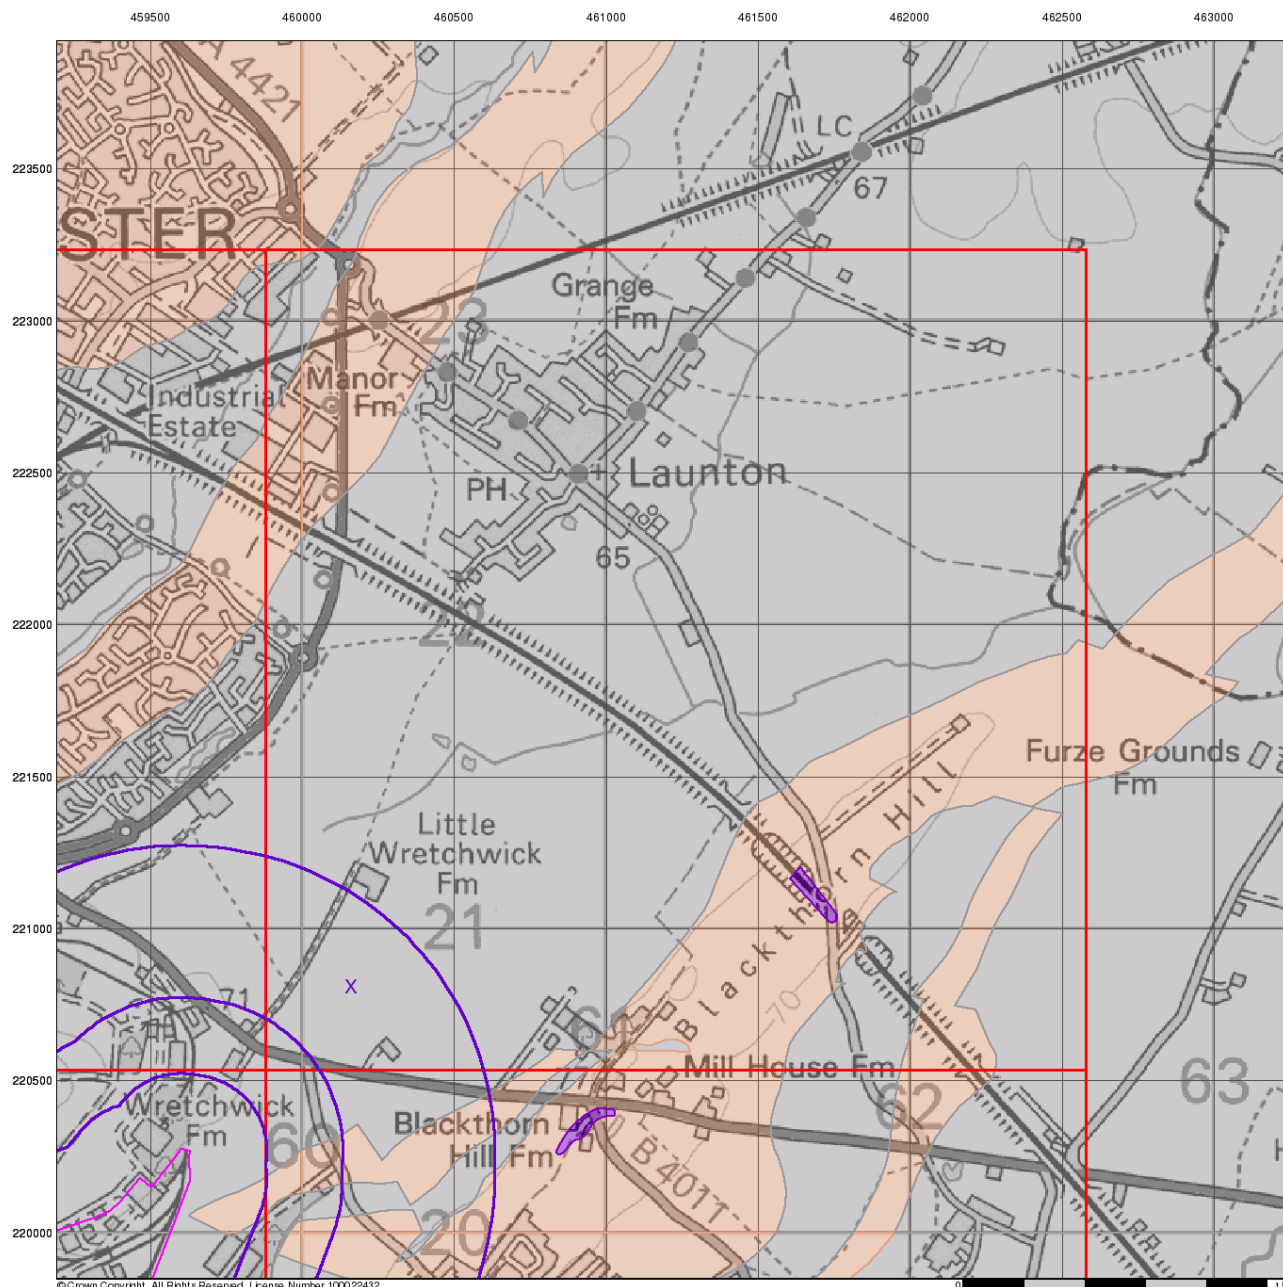 459500 460000 460500 461000 461500 462000 462500 463000
223500
223000
222500
222000
221500
221000
220500
220000
A 4421
LC
67
STER
Grange
Fm
23
Manor
Fm
Industrial
Estate
Launton
PH
65
22
Furze Grounds
Fm
Little
Wretchwick
Fm
21
Blackthorn Hill
X
71
70
61
Mill House Fm
63
62
Wretchwick
Fm
60
Blackthorn
Hill Fm
B 4011
20
H
©Crown Copyright. All Rights Reserved. License Number 100022432
0
1